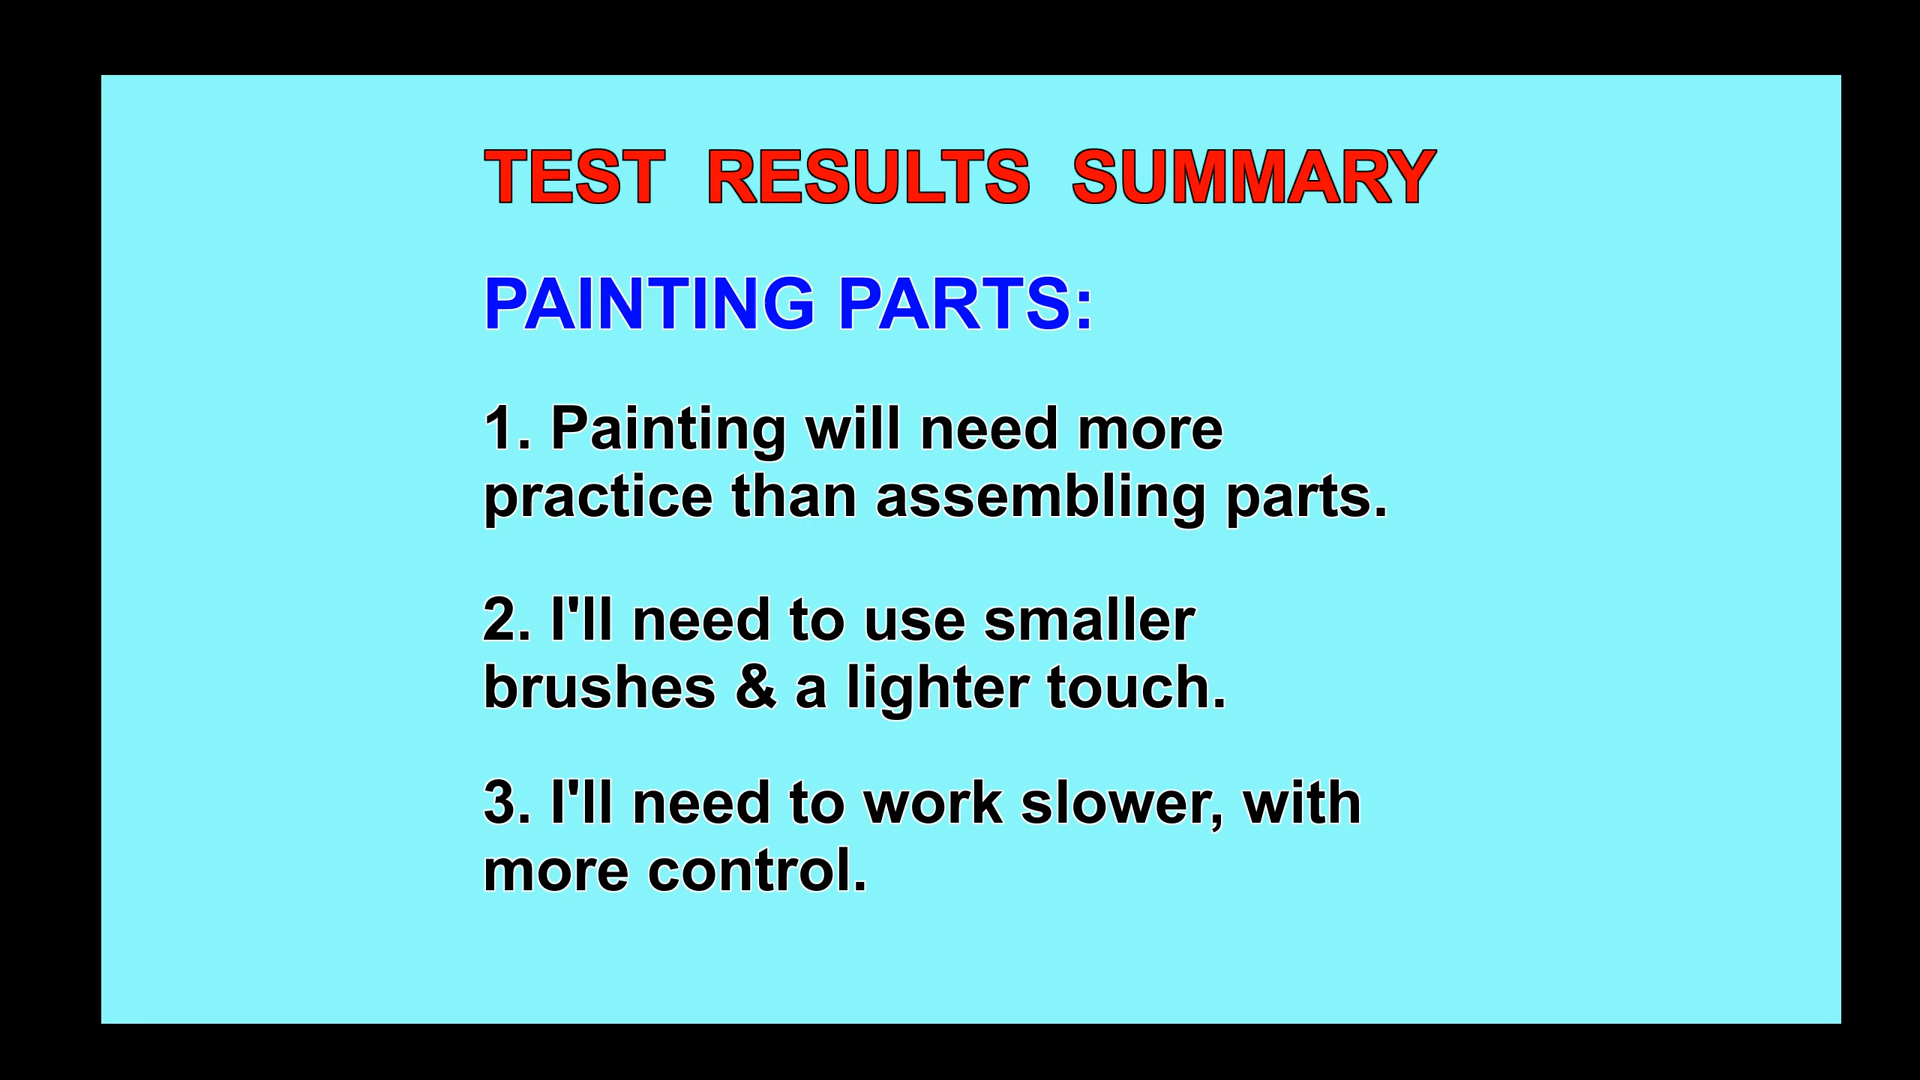 TEST RESULTS SUMMARY
PAINTING PARTS:
1. Painting will need more
practice than assembling parts.
2. I'll need to use smaller
brushes & a lighter touch.
3. I'll need to work slower, with
more control.